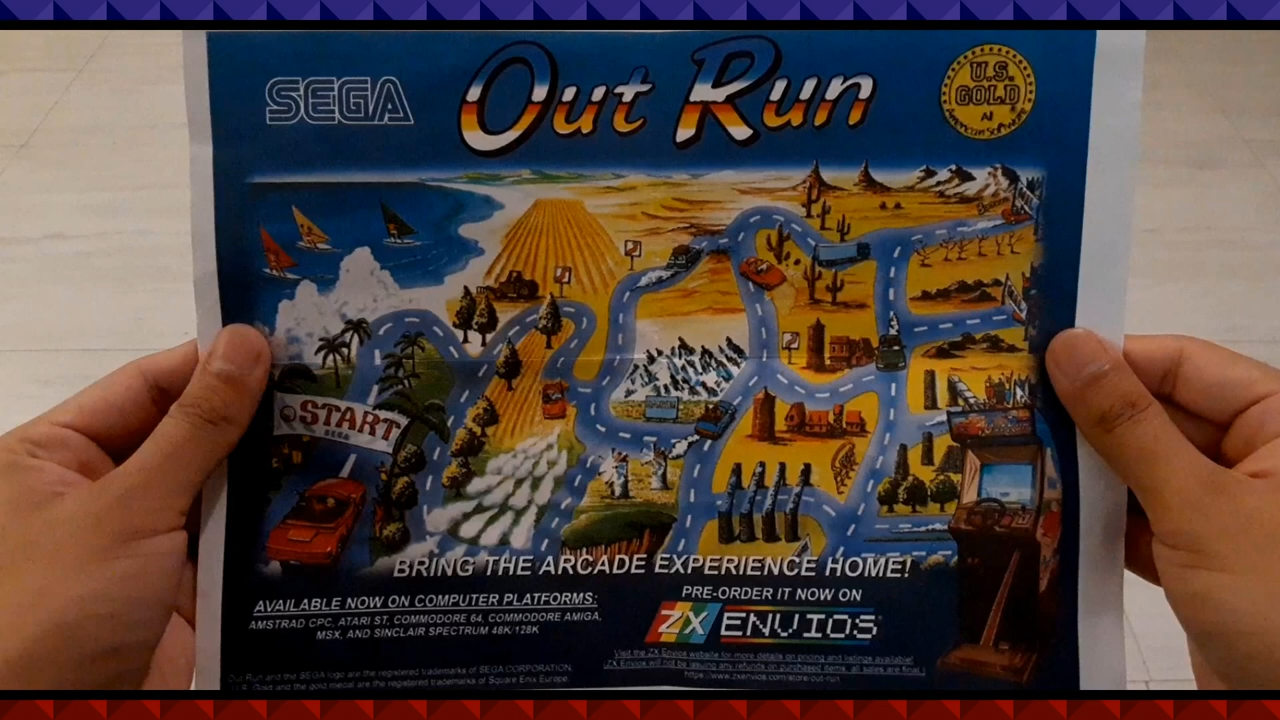 SEGA
Out Run
U.S.
GOLD®
All
American Software
START
SEGA
BRING THE ARCADE EXPERIENCE HOME!
AVAILABLE NOW ON COMPUTER PLATFORMS:
AMSTRAD CPC, ATARI ST, COMMODORE 64, COMMODORE AMIGA,
MSX, AND SINCLAIR SPECTRUM 48K/128K
PRE-ORDER IT NOW ON
ZX ENVIOS
Visit the ZX Envios website for more details on pricing and listings available!
ZX Envios will not be issuing any refunds on purchased items, all sales are final.
https://www.zxenvios.com/store/out-run
Out Run and the SEGA logo are the registered trademarks of SEGA CORPORATION.
U.S. Gold and the gold medal are the registered trademarks of Square Enix Europe.